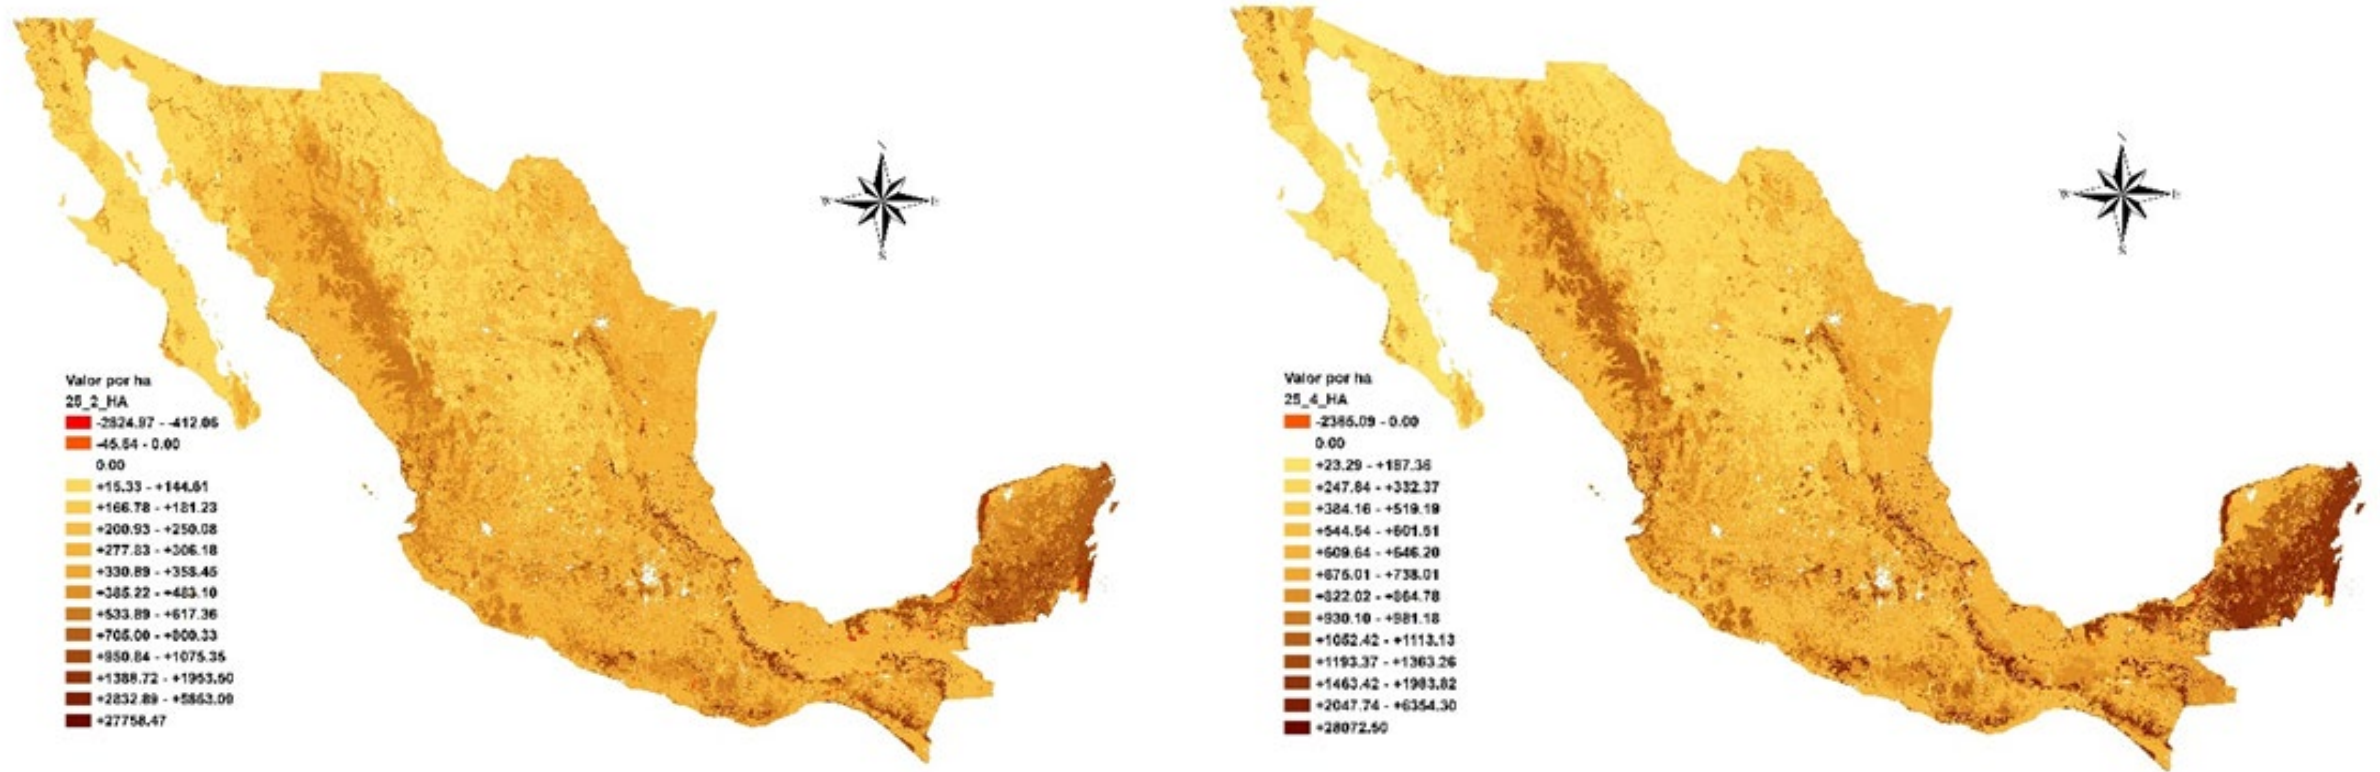 N
W
E
S
Valor por ha
25_2_HA
-2824.97 - -412.06
-45.64 - 0.00
0.00
+15.33 - +144.61
+166.78 - +181.23
+200.93 - +250.08
+277.83 - +306.18
+330.89 - +358.45
+385.22 - +483.10
+533.89 - +617.36
+705.00 - +800.33
+950.84 - +1075.35
+1388.72 - +1953.50
+2832.89 - +5863.09
+27758.47
N
W
E
S
Valor por ha
25_4_HA
-2365.09 - 0.00
0.00
+23.29 - +187.36
+247.84 - +332.37
+384.16 - +519.19
+544.54 - +601.51
+609.64 - +646.20
+675.01 - +738.01
+822.02 - +864.78
+930.10 - +981.18
+1052.42 - +1113.13
+1193.37 - +1363.26
+1463.42 - +1983.82
+2047.74 - +6354.30
+28072.50